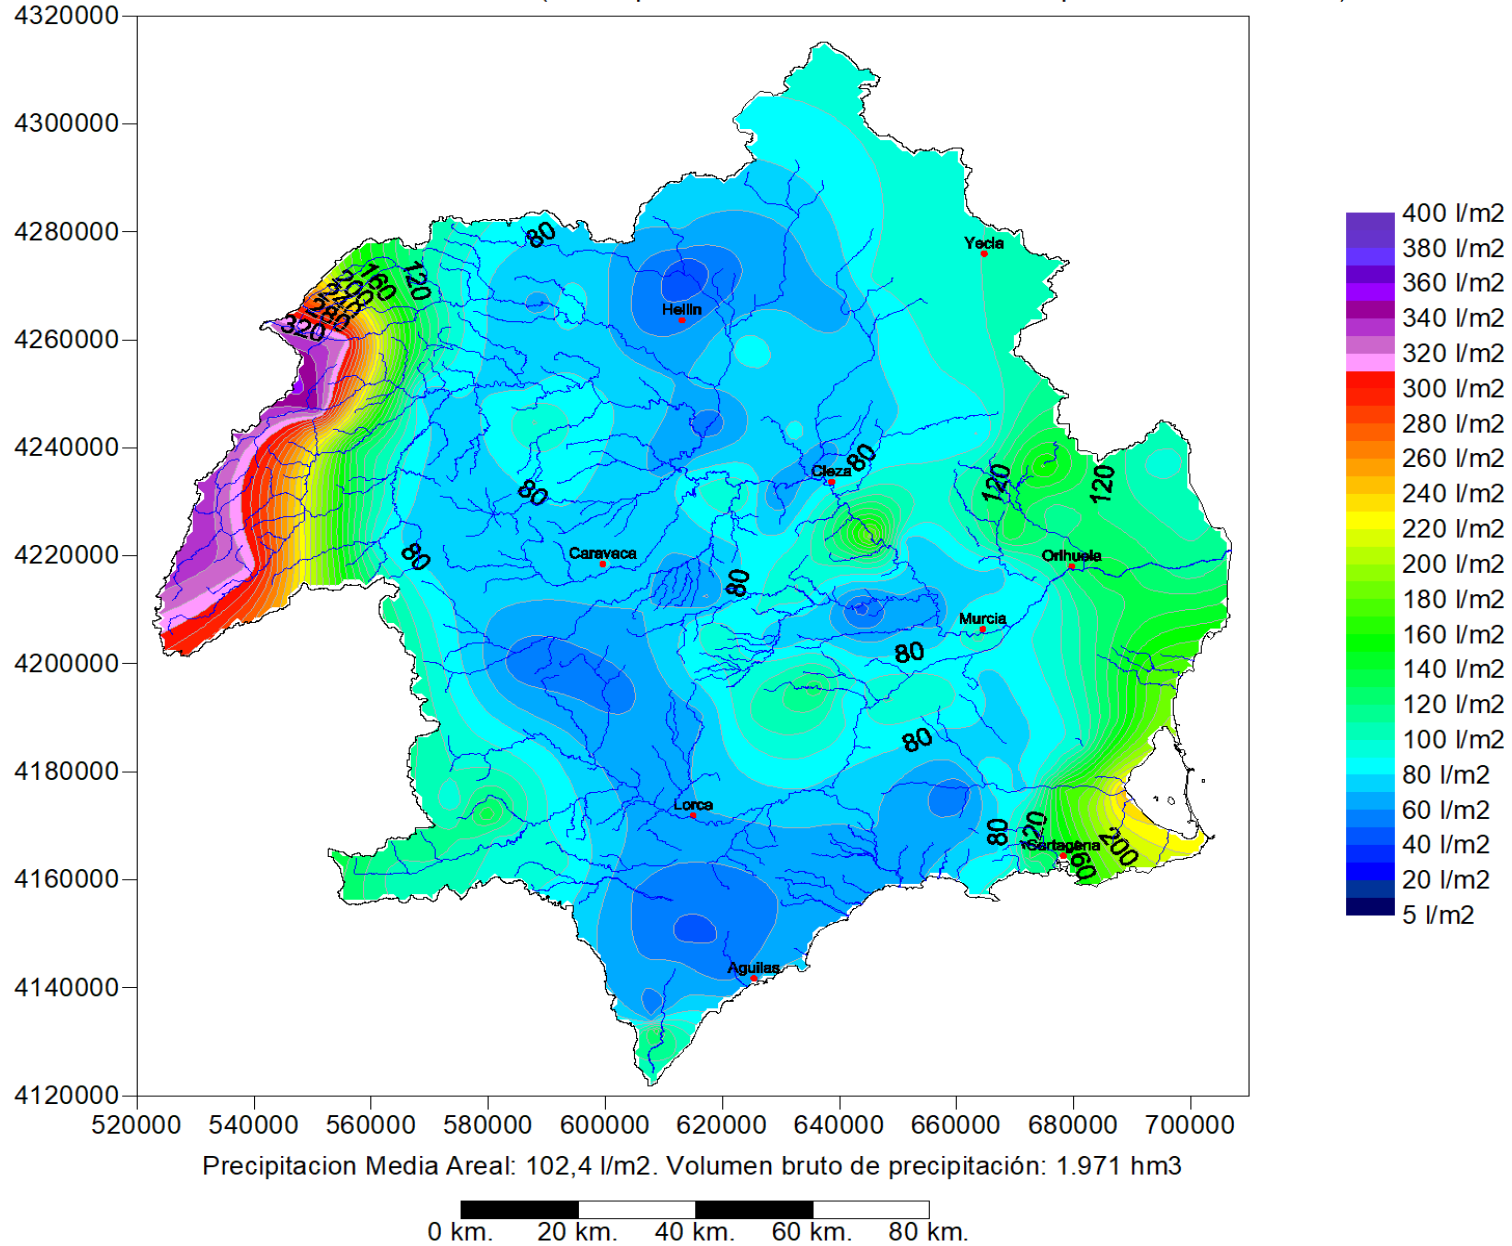 4320000
4300000
4280000
4260000
4240000
4220000
4200000
4180000
4160000
4140000
4120000
520000 540000 560000 580000 600000 620000 640000 660000 680000 700000
80
120
160
200
240
280
320
Yecla
Hellin
Cieza
80
120
120
80
Caravaca
80
80
Orihuela
Murcia
80
80
Lorca
80
120
Cartagena
160
200
Aguilas
400 l/m2
380 l/m2
360 l/m2
340 l/m2
320 l/m2
300 l/m2
280 l/m2
260 l/m2
240 l/m2
220 l/m2
200 l/m2
180 l/m2
160 l/m2
140 l/m2
120 l/m2
100 l/m2
80 l/m2
60 l/m2
40 l/m2
20 l/m2
5 l/m2
Precipitacion Media Areal: 102,4 l/m2. Volumen bruto de precipitación: 1.971 hm3
0 km. 20 km. 40 km. 60 km. 80 km.